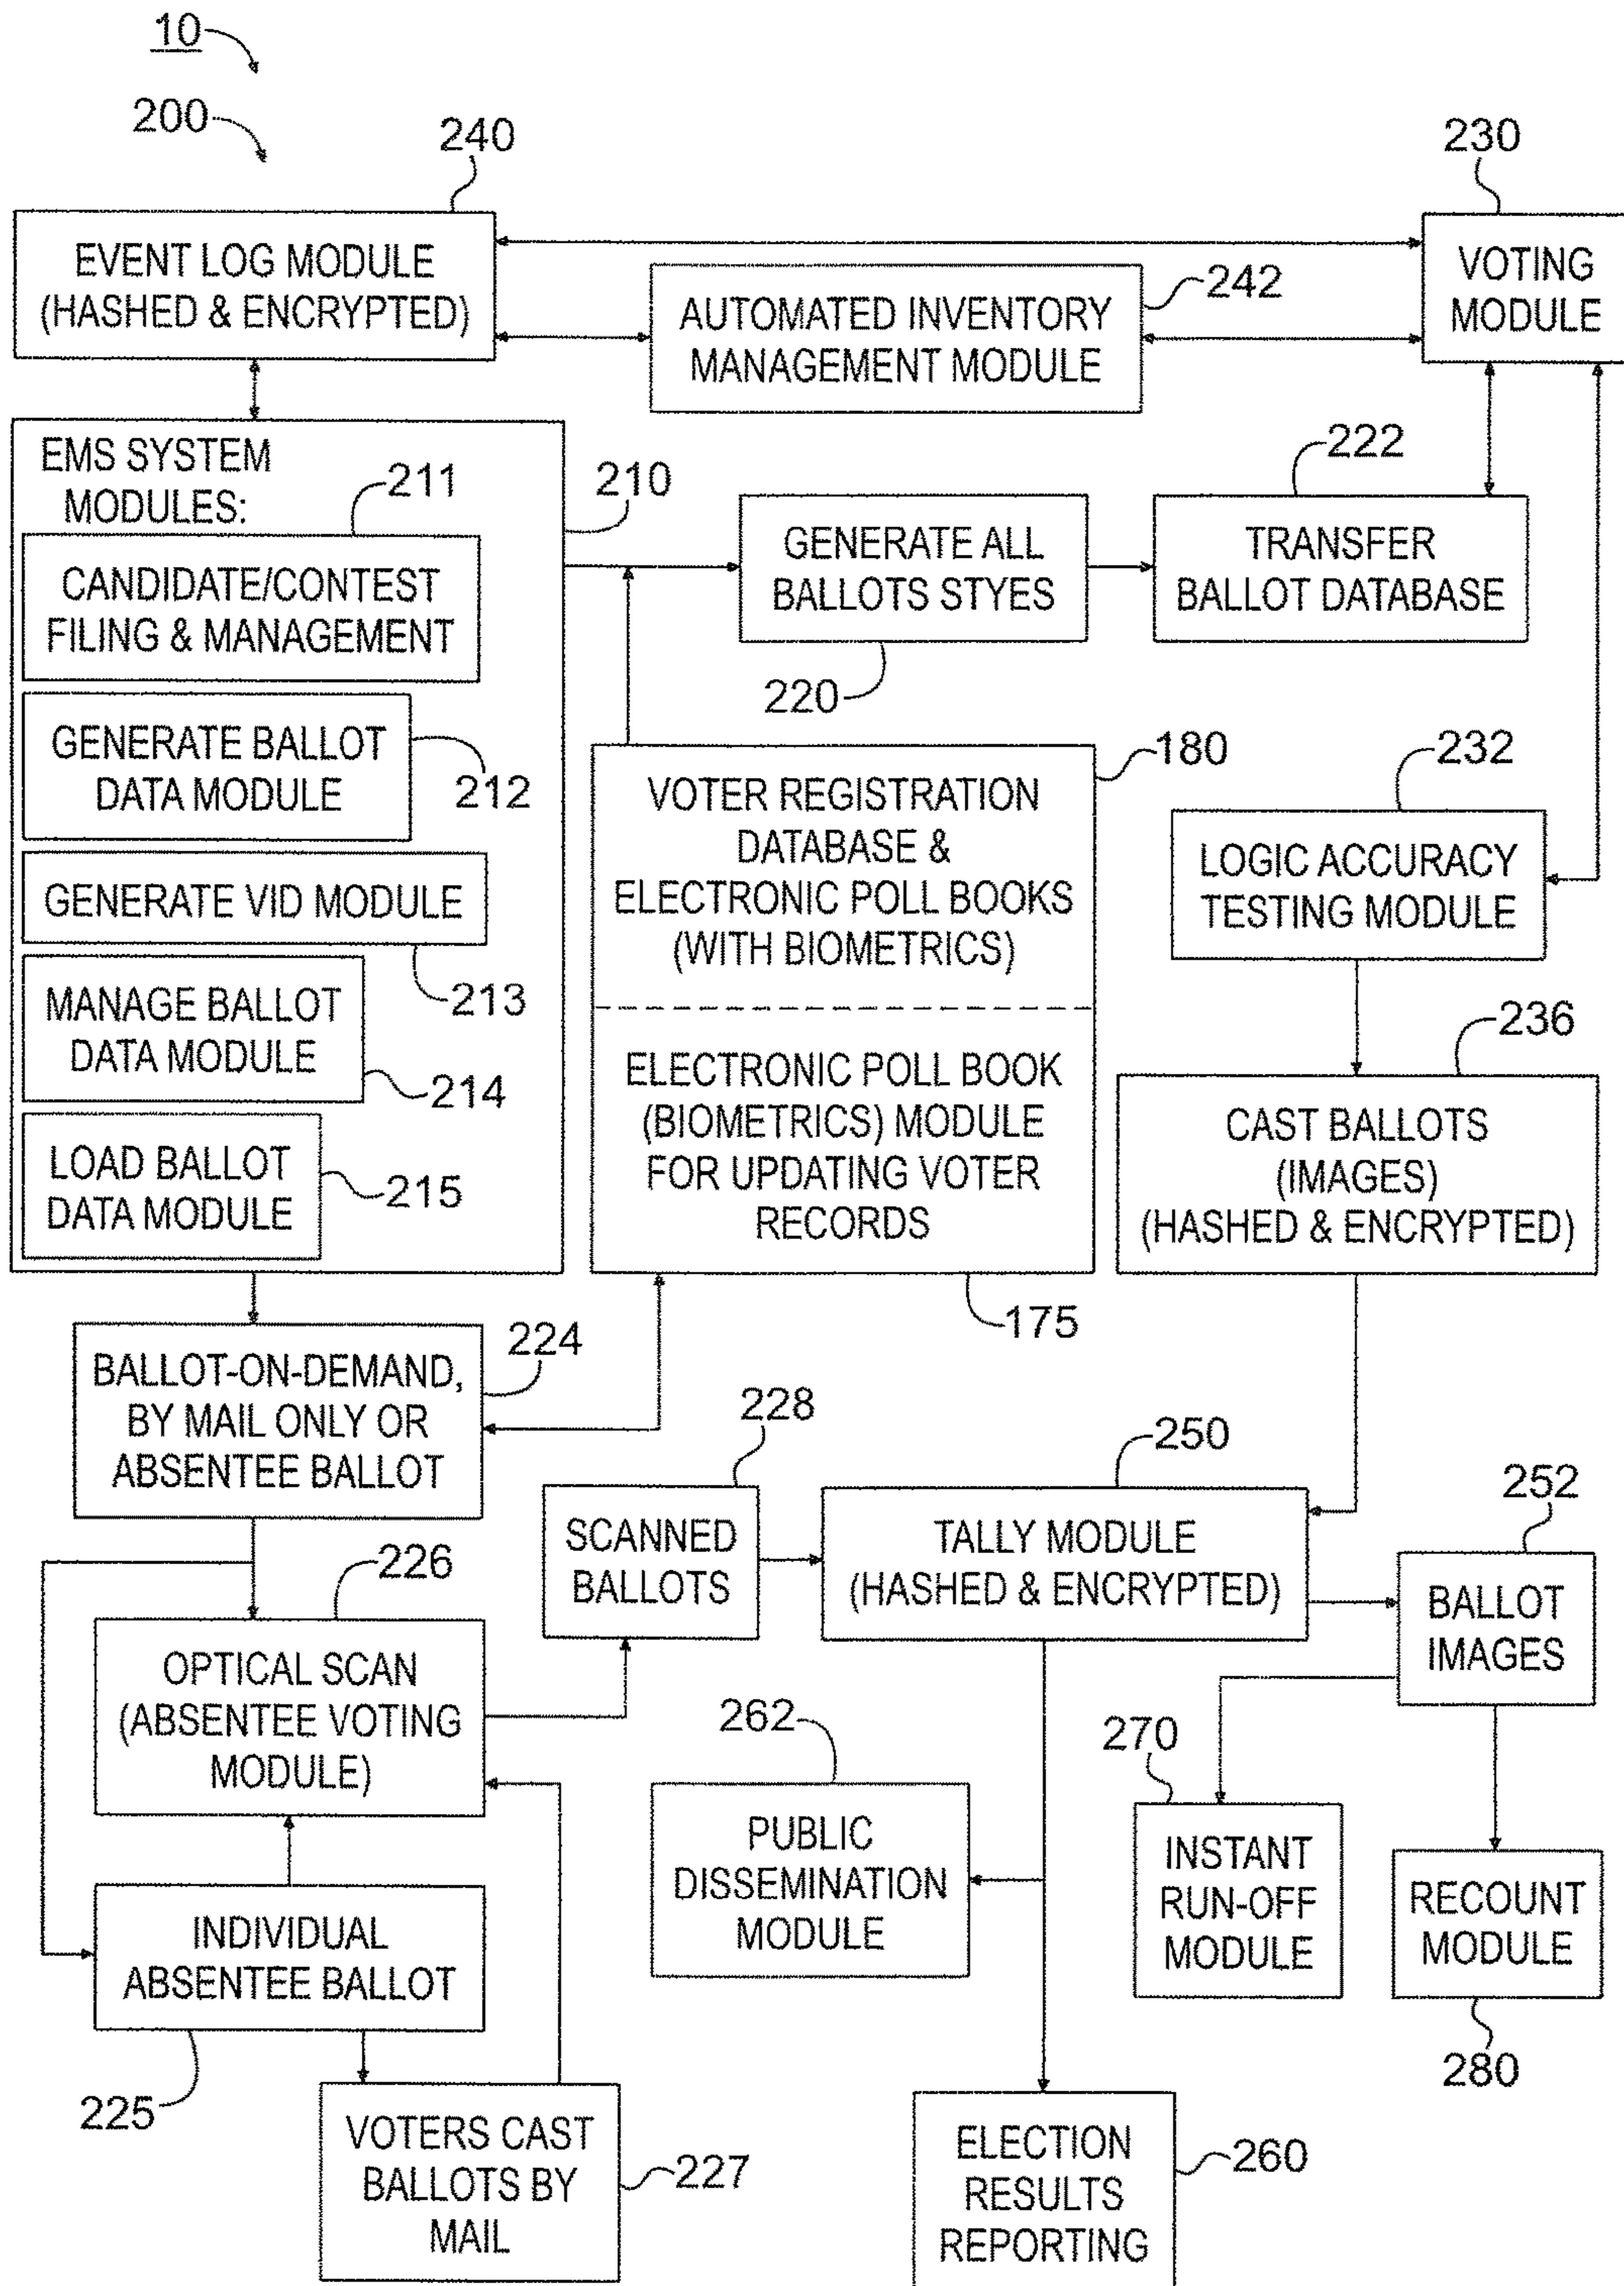 10
200
240
230
EVENT LOG MODULE
(HASHED & ENCRYPTED)
VOTING
MODULE
242
AUTOMATED INVENTORY
MANAGEMENT MODULE
EMS SYSTEM
MODULES:
211
210
222
CANDIDATE/CONTEST
FILING & MANAGEMENT
GENERATE ALL
BALLOTS STYES
TRANSFER
BALLOT DATABASE
220
GENERATE BALLOT
DATA MODULE
212
180
232
VOTER REGISTRATION
DATABASE &
ELECTRONIC POLL BOOKS
(WITH BIOMETRICS)
LOGIC ACCURACY
TESTING MODULE
GENERATE VID MODULE
213
MANAGE BALLOT
DATA MODULE
214
236
ELECTRONIC POLL BOOK
(BIOMETRICS) MODULE
FOR UPDATING VOTER
RECORDS
CAST BALLOTS
(IMAGES)
(HASHED & ENCRYPTED)
LOAD BALLOT
DATA MODULE
215
175
224
BALLOT-ON-DEMAND,
BY MAIL ONLY OR
ABSENTEE BALLOT
228
250
252
SCANNED
BALLOTS
TALLY MODULE
(HASHED & ENCRYPTED)
226
BALLOT
IMAGES
OPTICAL SCAN
(ABSENTEE VOTING
MODULE)
262
270
PUBLIC
DISSEMINATION
MODULE
INSTANT
RUN-OFF
MODULE
RECOUNT
MODULE
INDIVIDUAL
ABSENTEE BALLOT
280
225
VOTERS CAST
BALLOTS BY
MAIL
227
ELECTION
RESULTS
REPORTING
260